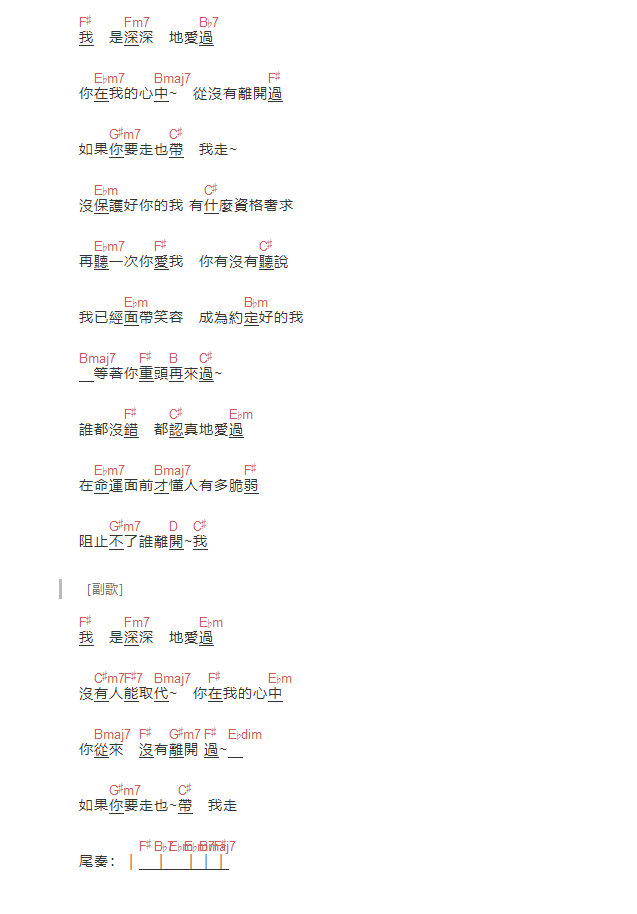 F♯ Fm7 B♭7
我 是深深 地愛過
E♭m7 Bmaj7 F♯
你在我的心中~ 從沒有離開過
G♯m7 C♯
如果你要走也帶 我走~
E♭m C♯
沒保護好你的我 有什麼資格奢求
E♭m7 F♯ C♯
再聽一次你愛我 你有沒有聽說
E♭m B♭m
我已經面帶笑容 成為約定好的我
Bmaj7 F♯ B C♯
__等著你重頭再來過~
F♯ C♯ E♭m
誰都沒錯 都認真地愛過
E♭m7 Bmaj7 F♯
在命運面前才懂人有多脆弱
G♯m7 D C♯
阻止不了誰離開~我
[副歌]
F♯ Fm7 E♭m
我 是深深 地愛過
C♯m7 F♯7 Bmaj7 F♯ E♭m
沒有人能取代~ 你在我的心中
Bmaj7 F♯ G♯m7 F♯ E♭dim
你從來 沒有離開 過~__
G♯m7 C♯
如果你要走也~帶 我走
F♯ B♭7
尾奏: |